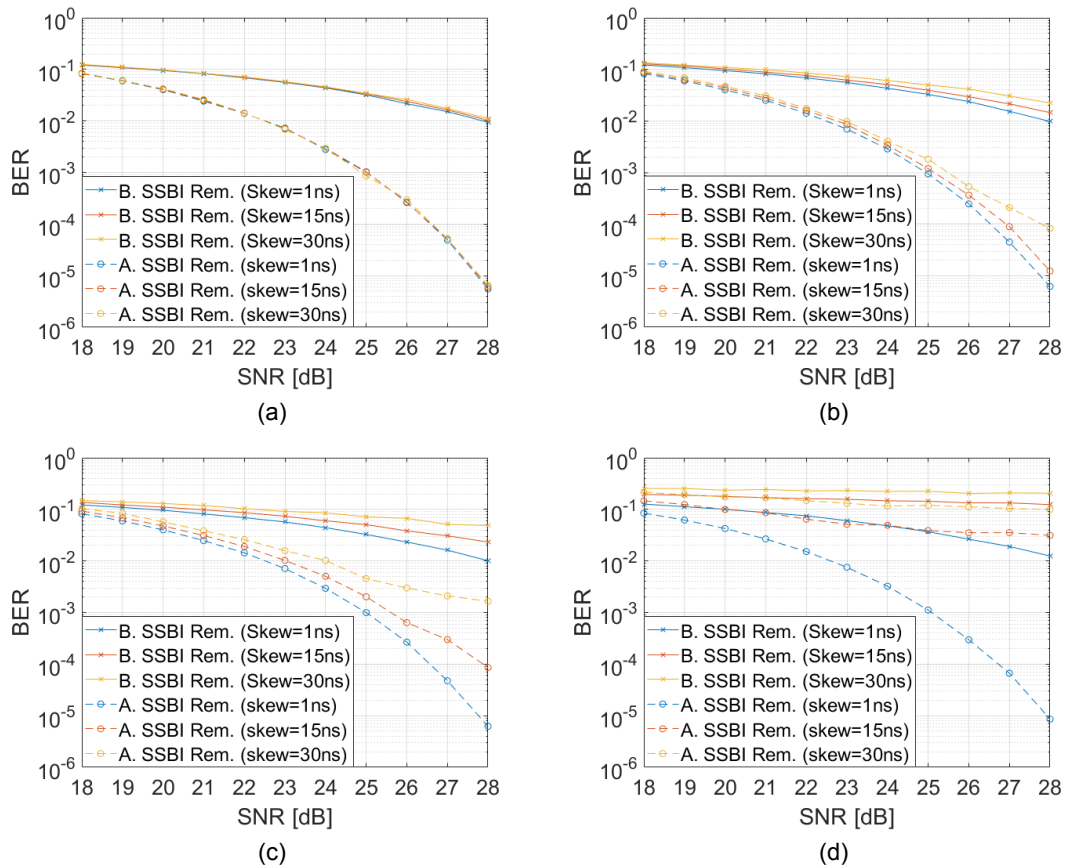 10^0
10^-1
10^-2
10^-3
10^-4
10^-5
10^-6
BER
B. SSBI Rem. (Skew=1ns)
B. SSBI Rem. (Skew=15ns)
B. SSBI Rem. (Skew=30ns)
A. SSBI Rem. (skew=1ns)
A. SSBI Rem. (skew=15ns)
A. SSBI Rem. (skew=30ns)
18 19 20 21 22 23 24 25 26 27 28
SNR [dB]
(a)
10^0
10^-1
10^-2
10^-3
10^-4
10^-5
10^-6
BER
B. SSBI Rem. (Skew=1ns)
B. SSBI Rem. (Skew=15ns)
B. SSBI Rem. (Skew=30ns)
A. SSBI Rem. (skew=1ns)
A. SSBI Rem. (skew=15ns)
A. SSBI Rem. (skew=30ns)
18 19 20 21 22 23 24 25 26 27 28
SNR [dB]
(b)
10^0
10^-1
10^-2
10^-3
10^-4
10^-5
10^-6
BER
B. SSBI Rem. (Skew=1ns)
B. SSBI Rem. (Skew=15ns)
B. SSBI Rem. (Skew=30ns)
A. SSBI Rem. (skew=1ns)
A. SSBI Rem. (skew=15ns)
A. SSBI Rem. (skew=30ns)
18 19 20 21 22 23 24 25 26 27 28
SNR [dB]
(c)
10^0
10^-1
10^-2
10^-3
10^-4
10^-5
10^-6
BER
B. SSBI Rem. (Skew=1ns)
B. SSBI Rem. (Skew=15ns)
B. SSBI Rem. (Skew=30ns)
A. SSBI Rem. (skew=1ns)
A. SSBI Rem. (skew=15ns)
A. SSBI Rem. (skew=30ns)
18 19 20 21 22 23 24 25 26 27 28
SNR [dB]
(d)